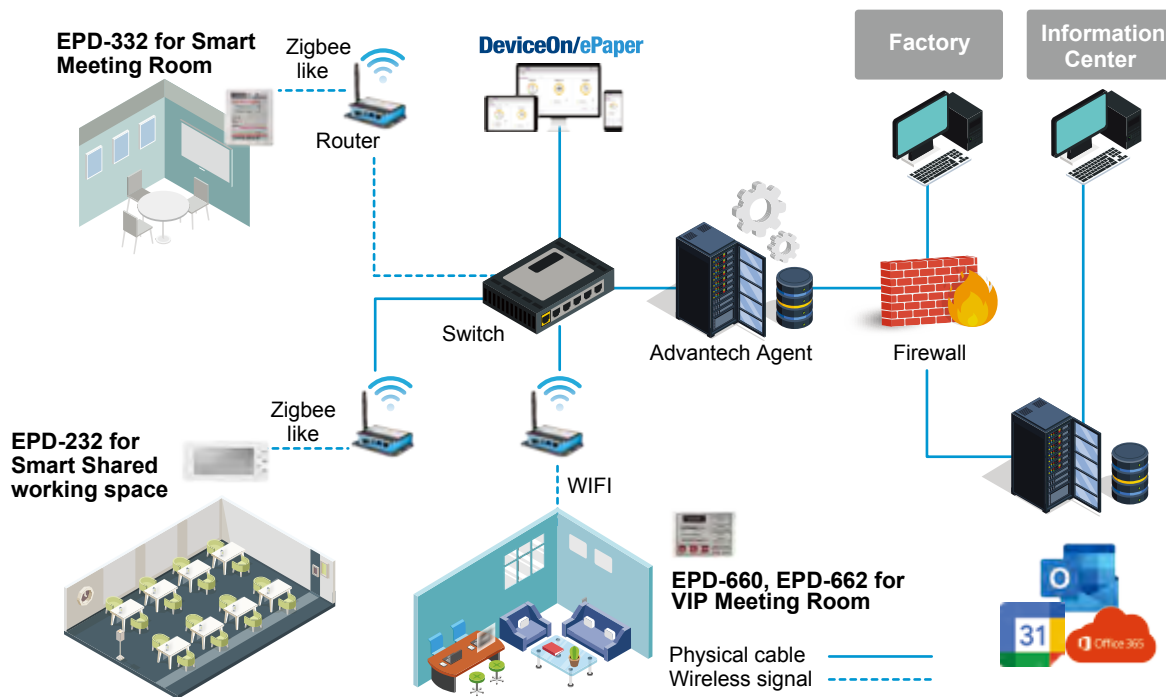 EPD-332 for Smart
Meeting Room
Zigbee
like
Router
DeviceOn/ePaper
Factory
Information
Center
Switch
Advantech Agent
Firewall
EPD-232 for
Smart Shared
working space
Zigbee
like
WIFI
EPD-660, EPD-662 for
VIP Meeting Room
Physical cable
Wireless signal
O
31
Office 365